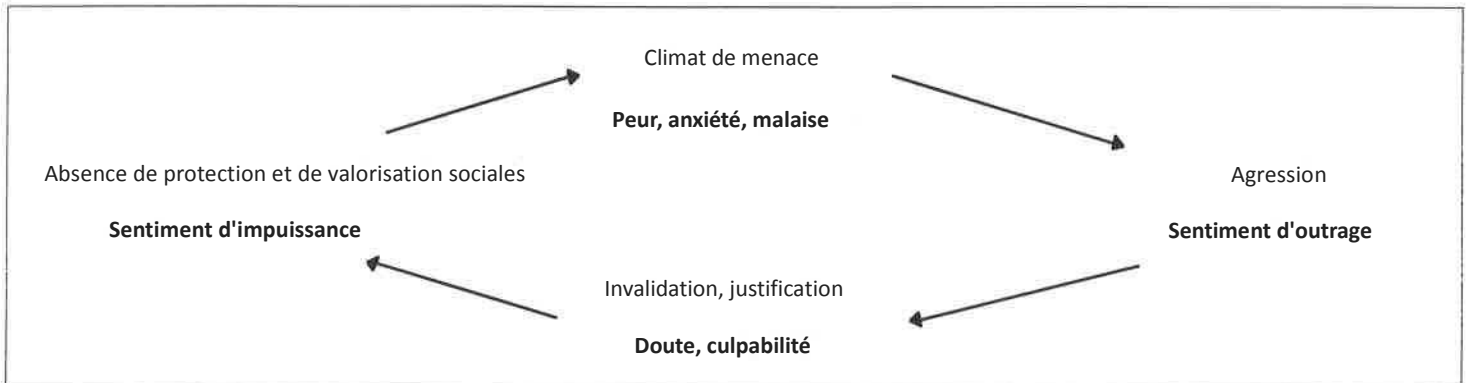 Climat de menace
Peur, anxiété, malaise
Absence de protection et de valorisation sociales
Sentiment d'impuissance
Agression
Sentiment d'outrage
Invalidation, justification
Doute, culpabilité